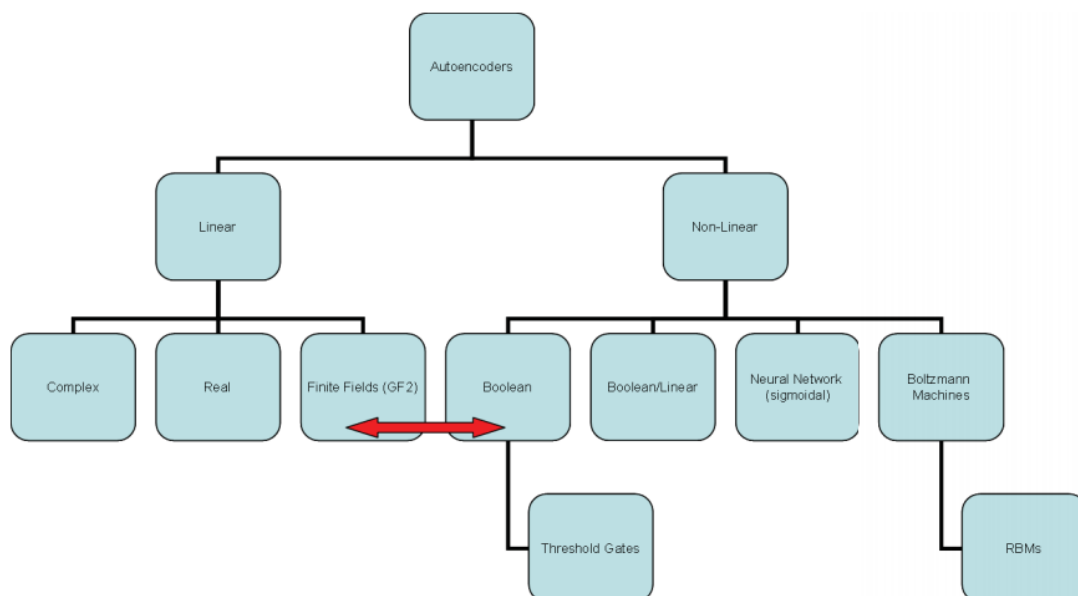 Autoencoders
Linear
Non-Linear
Complex
Real
Finite Fields (GF2)
Boolean
Boolean/Linear
Neural Network
(sigmoidal)
Boltzmann
Machines
Threshold Gates
RBMs